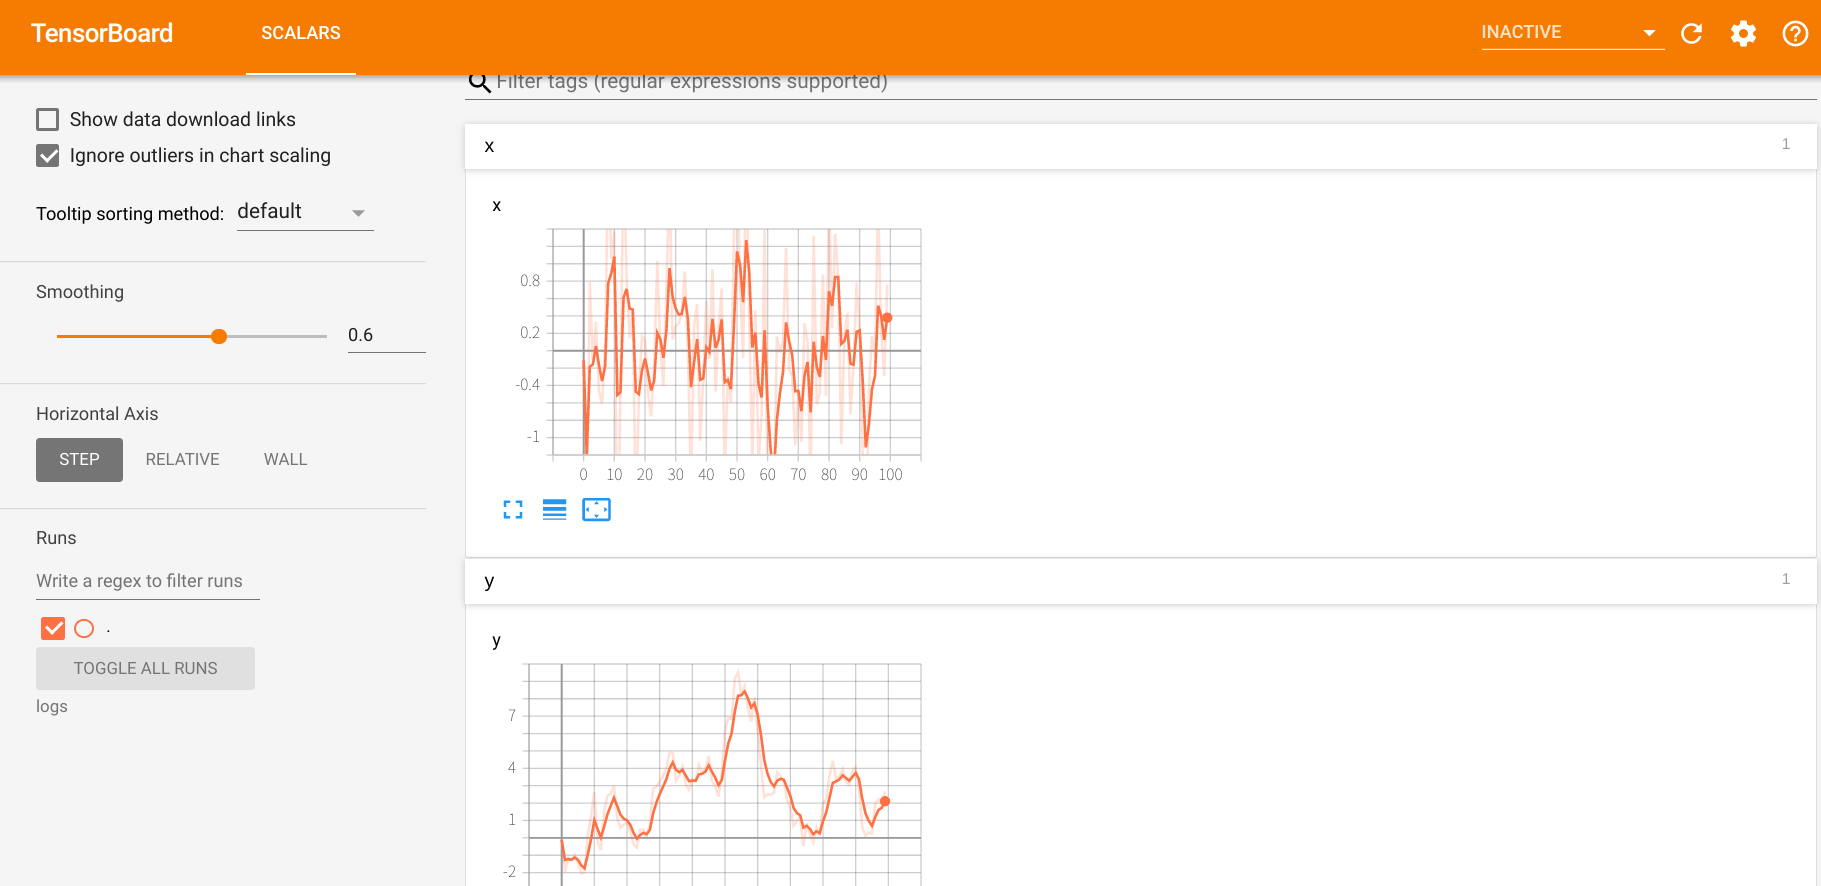 TensorBoard
SCALARS
INACTIVE
Show data download links
Ignore outliers in chart scaling
Tooltip sorting method: default
Smoothing
0.6
Horizontal Axis
STEP RELATIVE WALL
Runs
Write a regex to filter runs
.
TOGGLE ALL RUNS
logs
Filter tags (regular expressions supported)
x 1
x
0.8
0.2
-0.4
-1
0 10 20 30 40 50 60 70 80 90 100
y 1
y
7
4
1
-2